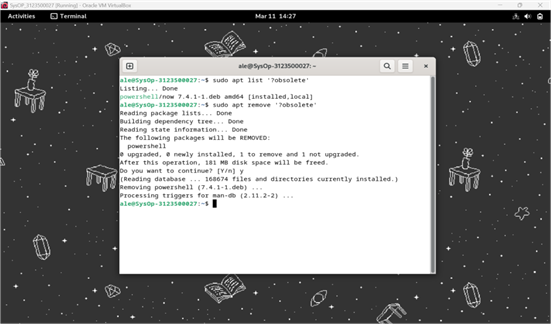 SysOP_3123500027 [Running] - Oracle VM VirtualBox
Activities Terminal Mar 11 14:27
ale@SysOp-3123500027: ~
ale@SysOp-3123500027:~$ sudo apt list '?obsolete'
Listing... Done
powershell/now 7.4.1-1.deb amd64 [installed,local]
ale@SysOp-3123500027:~$ sudo apt remove '?obsolete'
Reading package lists... Done
Building dependency tree... Done
Reading state information... Done
The following packages will be REMOVED:
powershell
0 upgraded, 0 newly installed, 1 to remove and 1 not upgraded.
After this operation, 181 MB disk space will be freed.
Do you want to continue? [Y/n] y
(Reading database ... 168674 files and directories currently installed.)
Removing powershell (7.4.1-1.deb) ...
Processing triggers for man-db (2.11.2-2) ...
ale@SysOp-3123500027:~$